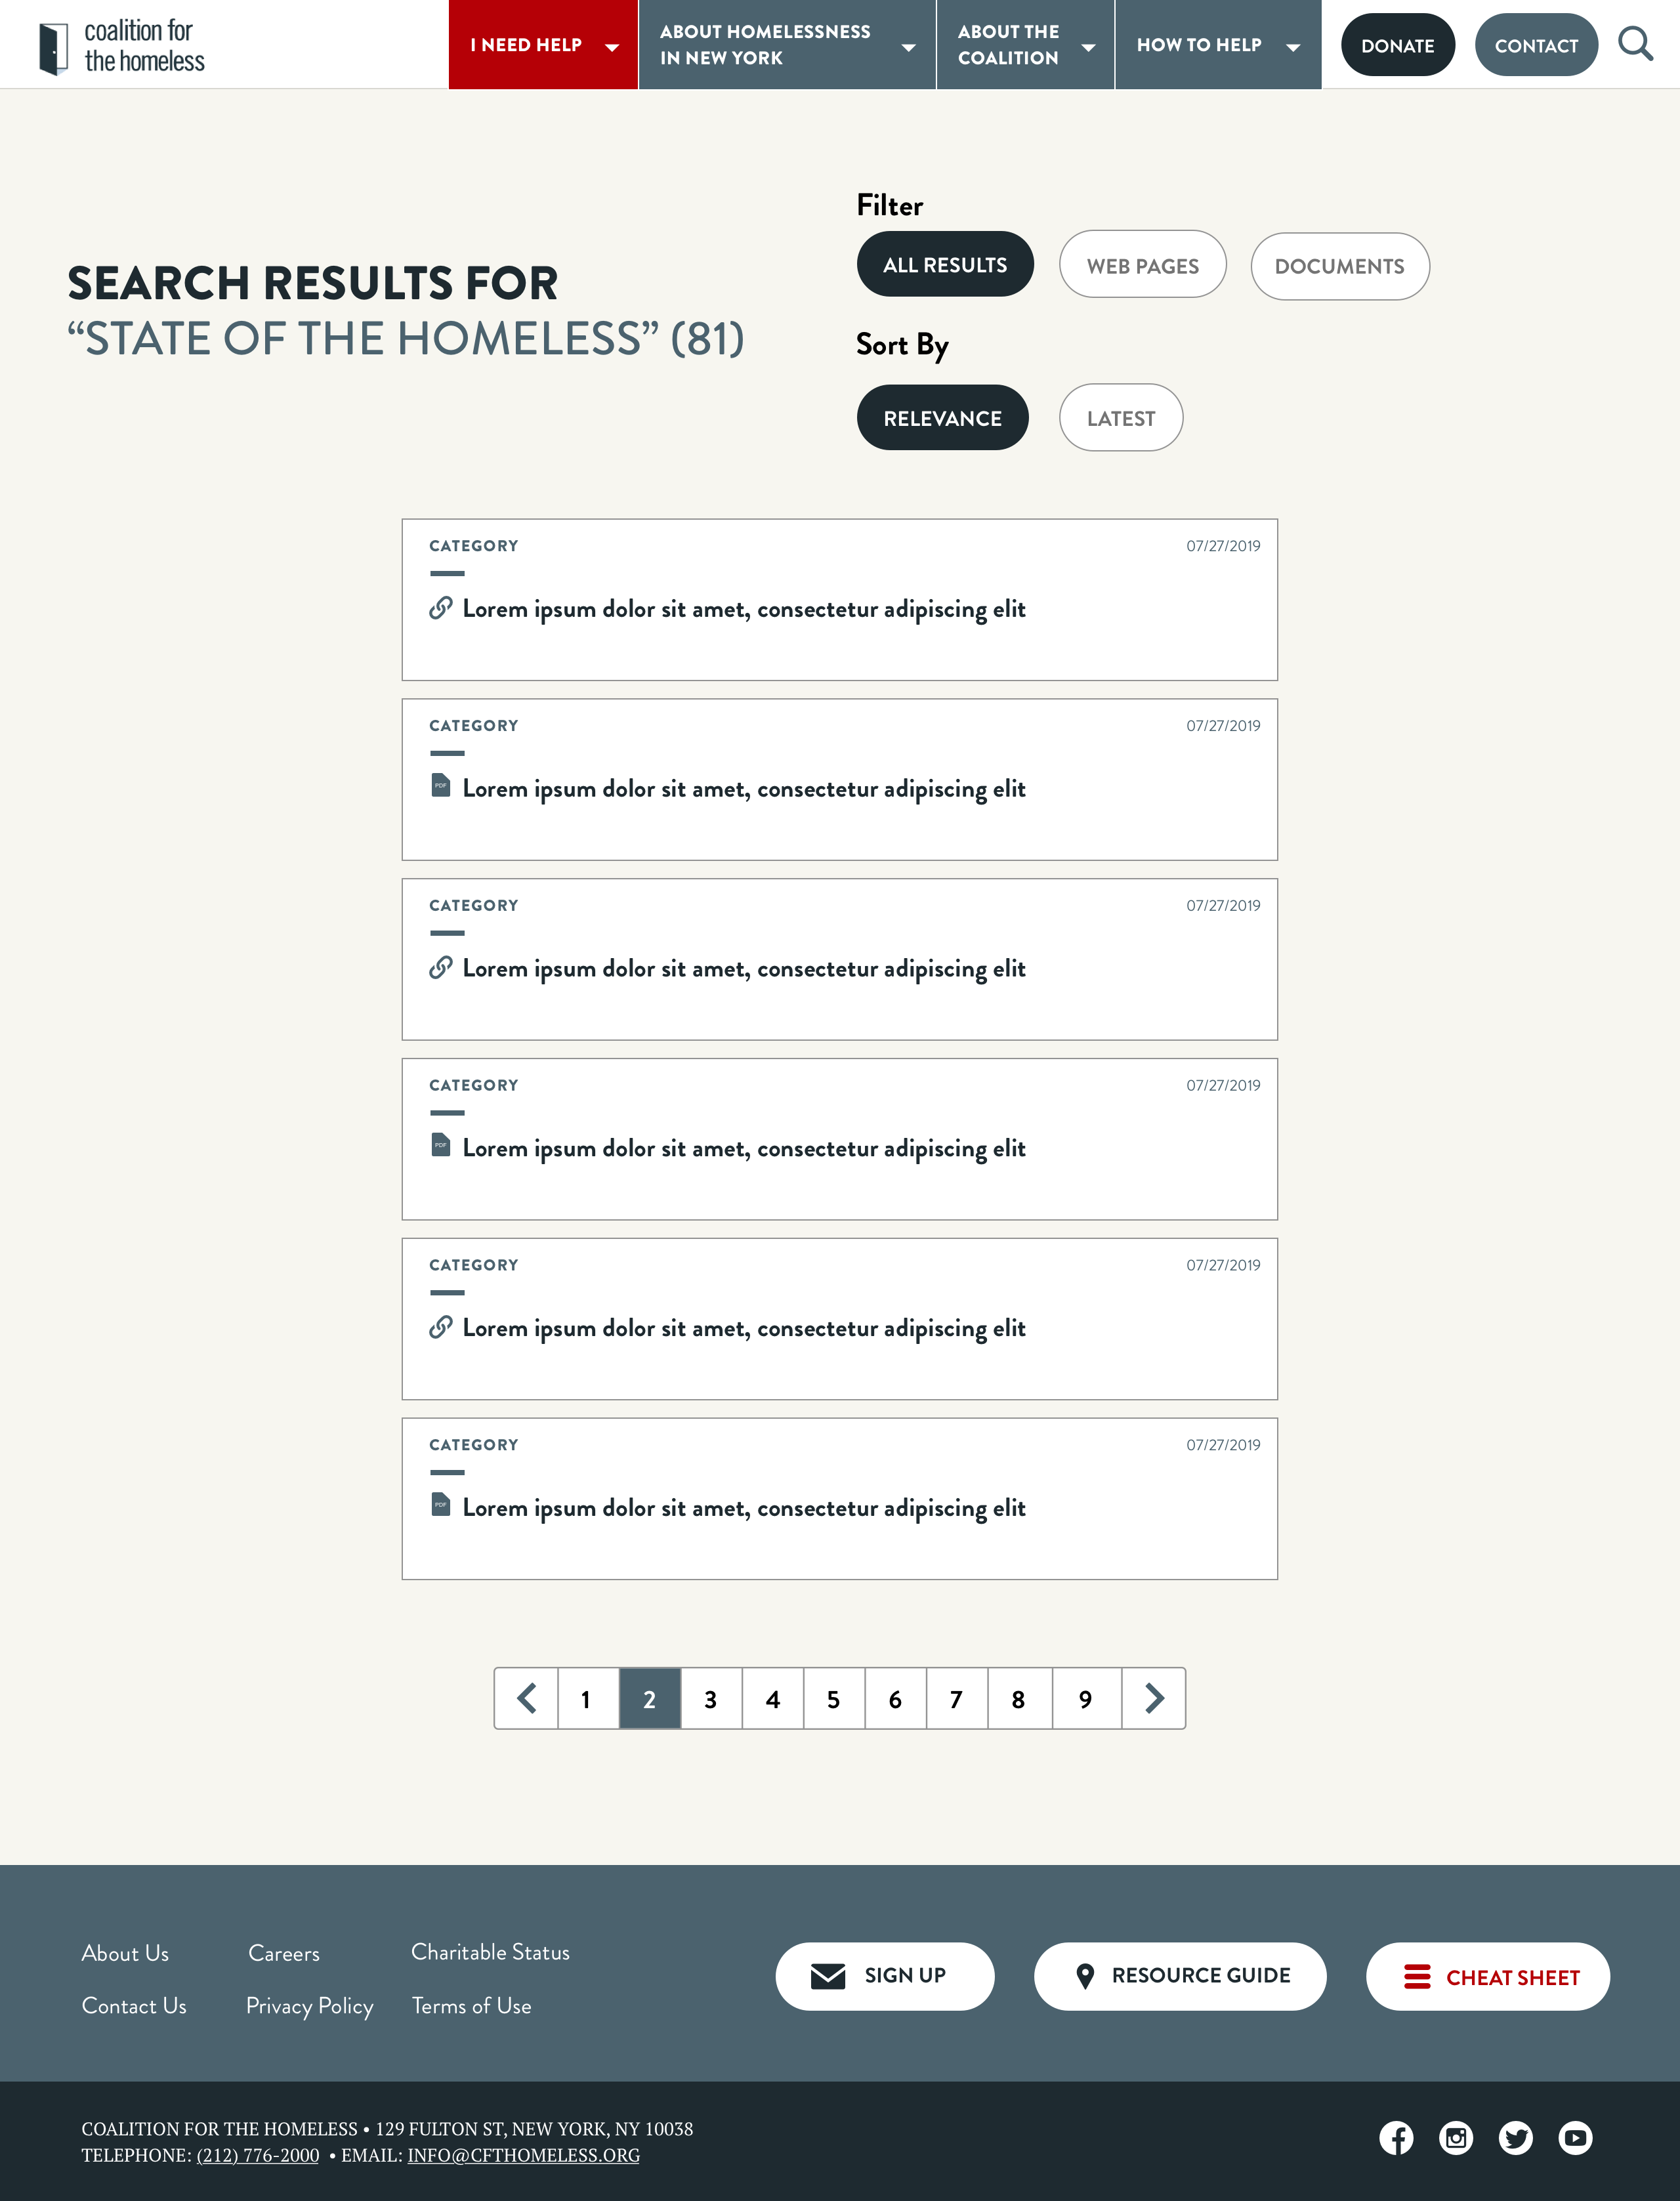 coalition for
the homeless
I NEED HELP
ABOUT HOMELESSNESS
IN NEW YORK
ABOUT THE
COALITION
HOW TO HELP
DONATE
CONTACT
Filter
ALL RESULTS
WEB PAGES
DOCUMENTS
SEARCH RESULTS FOR
“STATE OF THE HOMELESS” (81)
Sort By
RELEVANCE
LATEST
CATEGORY
07/27/2019
Lorem ipsum dolor sit amet, consectetur adipiscing elit
CATEGORY
07/27/2019
PDF
Lorem ipsum dolor sit amet, consectetur adipiscing elit
CATEGORY
07/27/2019
Lorem ipsum dolor sit amet, consectetur adipiscing elit
CATEGORY
07/27/2019
PDF
Lorem ipsum dolor sit amet, consectetur adipiscing elit
CATEGORY
07/27/2019
Lorem ipsum dolor sit amet, consectetur adipiscing elit
CATEGORY
07/27/2019
PDF
Lorem ipsum dolor sit amet, consectetur adipiscing elit
1 2 3 4 5 6 7 8 9
About Us
Careers
Charitable Status
Contact Us
Privacy Policy
Terms of Use
SIGN UP
RESOURCE GUIDE
CHEAT SHEET
COALITION FOR THE HOMELESS • 129 FULTON ST, NEW YORK, NY 10038
TELEPHONE: (212) 776-2000 • EMAIL: INFO@CFTHOMELESS.ORG